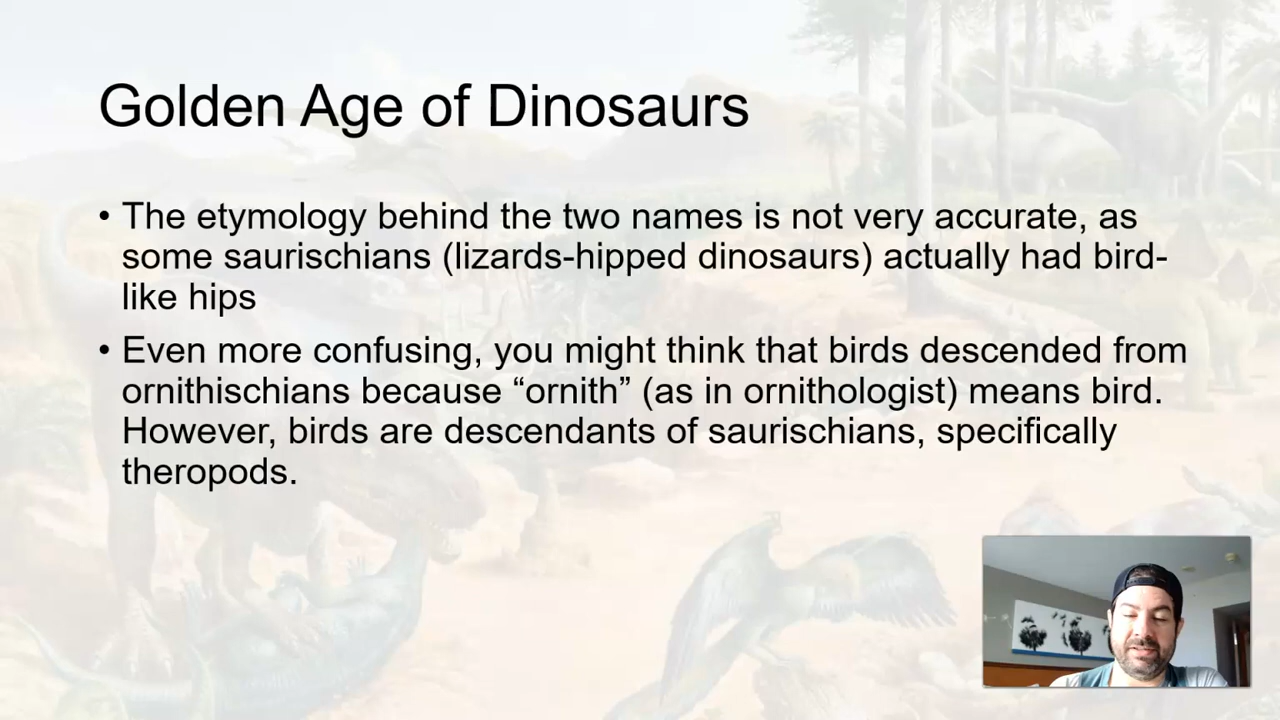 Golden Age of Dinosaurs
• The etymology behind the two names is not very accurate, as
some saurischians (lizards-hipped dinosaurs) actually had bird-
like hips
• Even more confusing, you might think that birds descended from
ornithischians because “ornith” (as in ornithologist) means bird.
However, birds are descendants of saurischians, specifically
theropods.